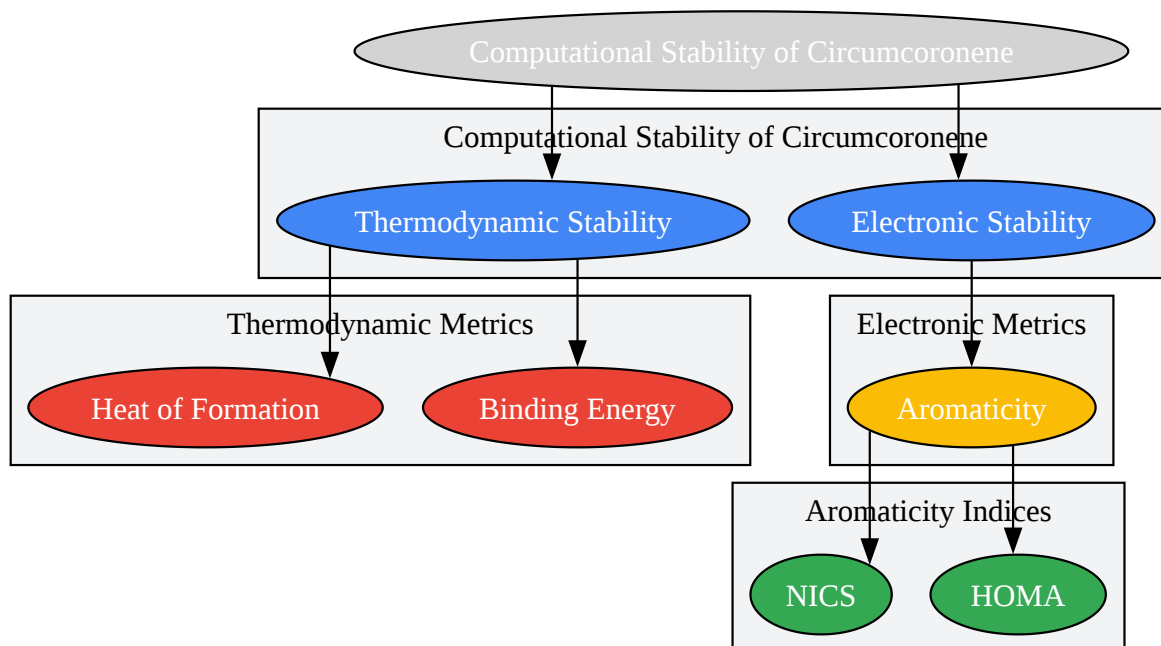 Computational Stability of Circumcoronene
Computational Stability of Circumcoronene
Thermodynamic Stability
Electronic Stability
Thermodynamic Metrics
Electronic Metrics
Heat of Formation
Binding Energy
Aromaticity
Aromaticity Indices
NICS
HOMA